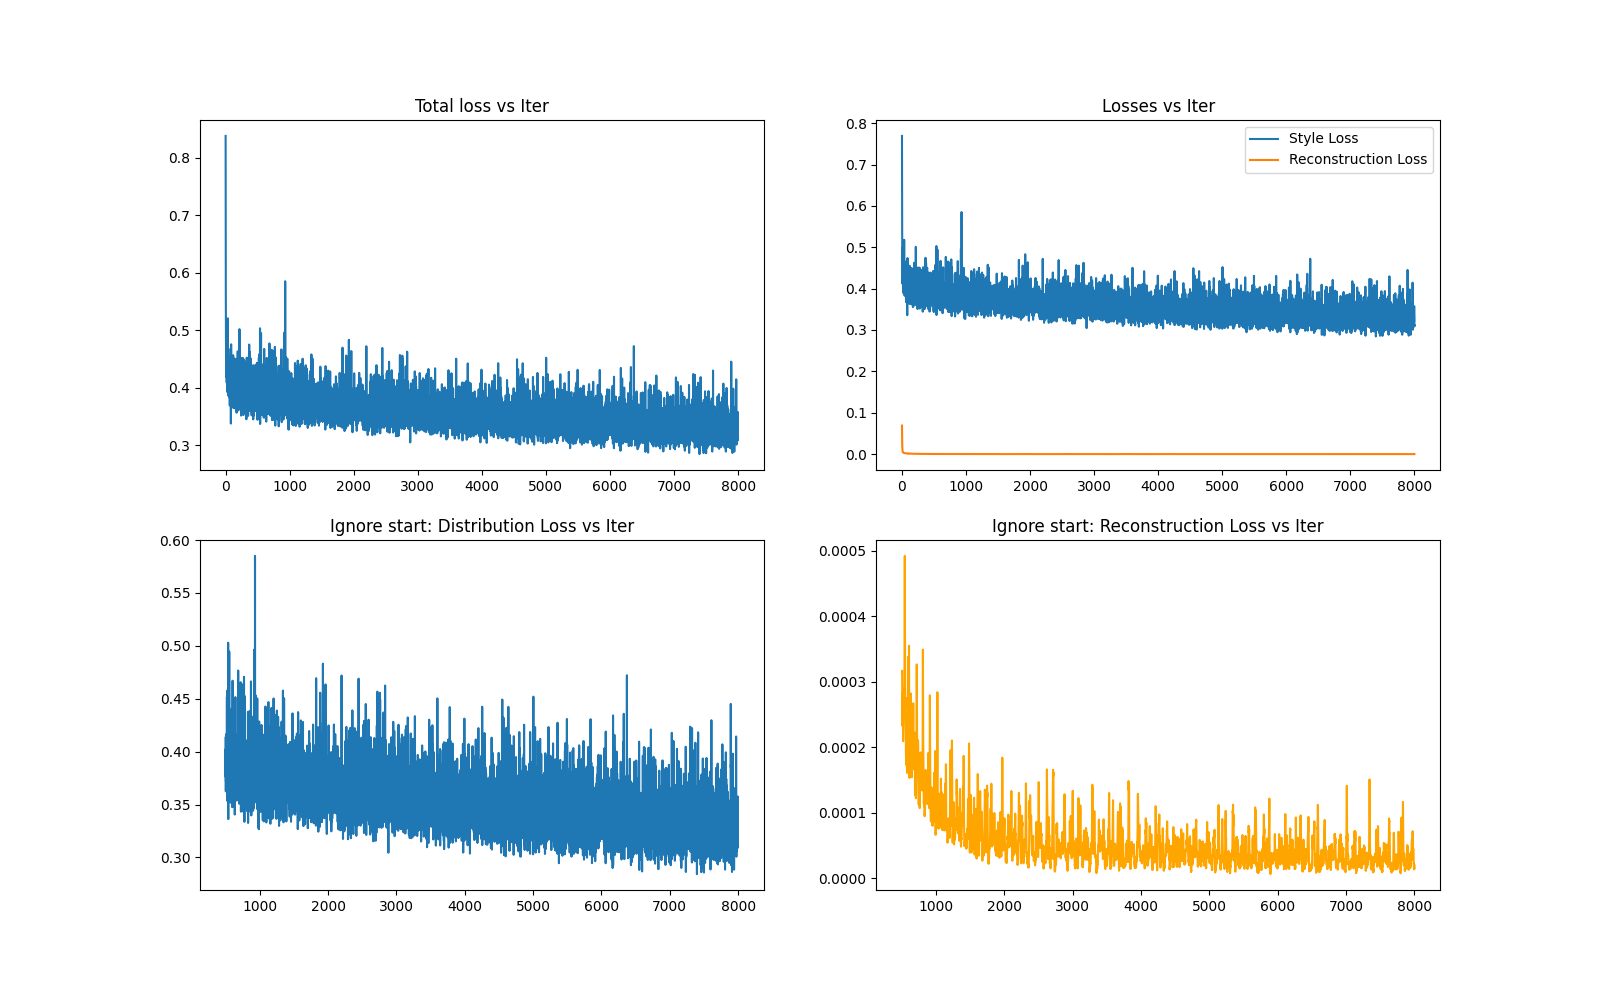 Total loss vs Iter
0.8
0.7
0.6
0.5
0.4
0.3
0 1000 2000 3000 4000 5000 6000 7000 8000
Losses vs Iter
Style Loss
Reconstruction Loss
0.8
0.7
0.6
0.5
0.4
0.3
0.2
0.1
0.0
0 1000 2000 3000 4000 5000 6000 7000 8000
Ignore start: Distribution Loss vs Iter
0.60
0.55
0.50
0.45
0.40
0.35
0.30
1000 2000 3000 4000 5000 6000 7000 8000
Ignore start: Reconstruction Loss vs Iter
0.0005
0.0004
0.0003
0.0002
0.0001
0.0000
1000 2000 3000 4000 5000 6000 7000 8000